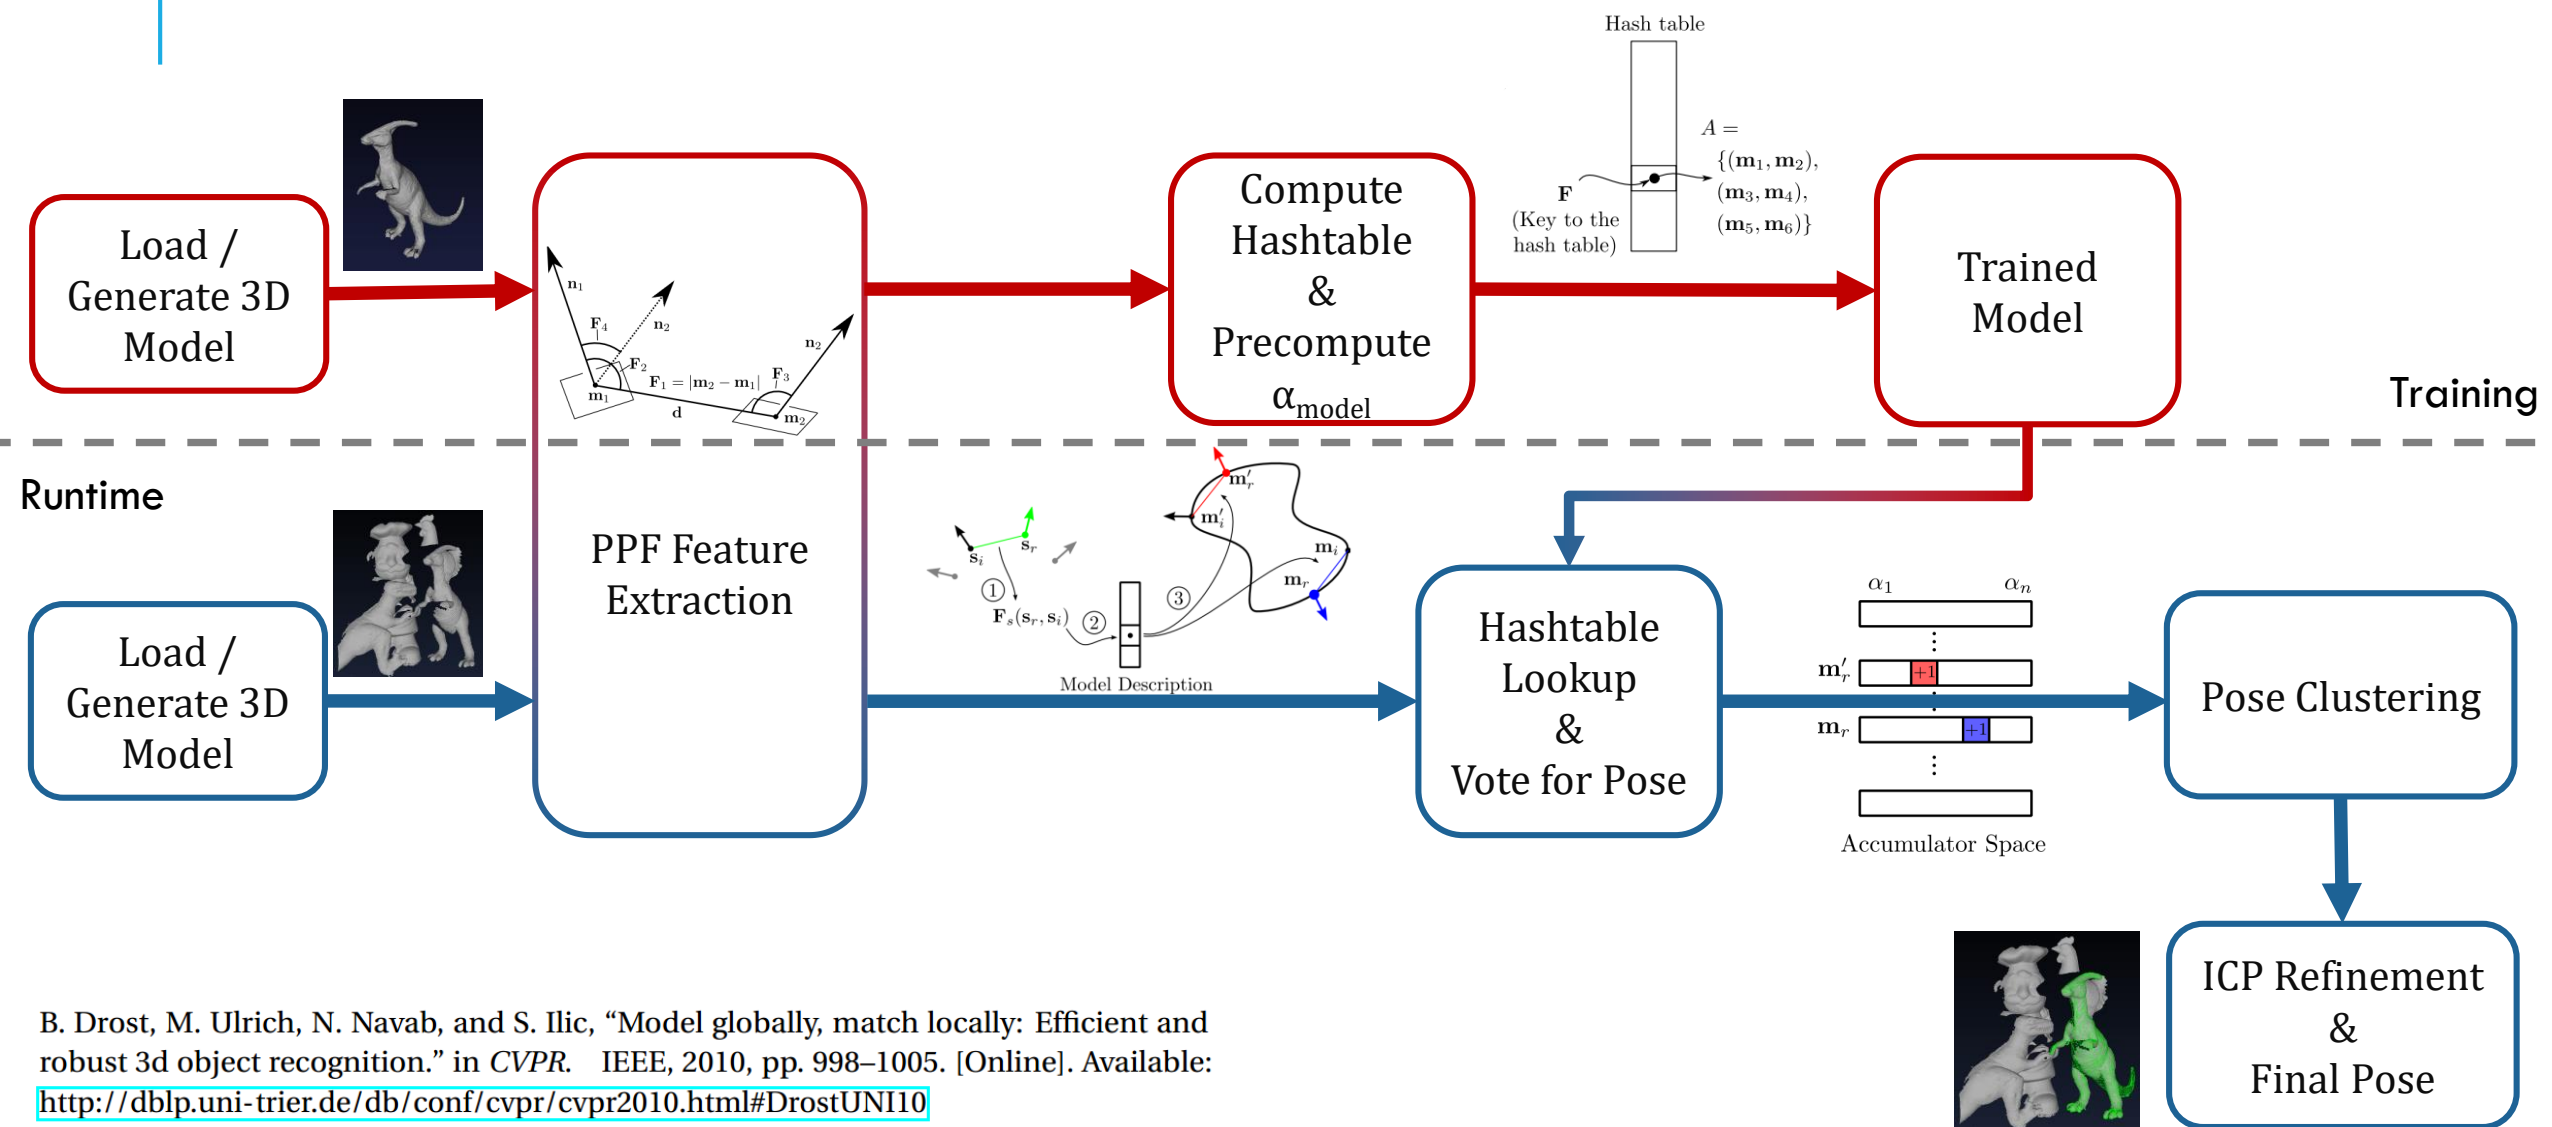 Hash table
A =
{(m₁, m₂),
(m₃, m₄),
(m₅, m₆)}
F
(Key to the
hash table)
Load /
Generate 3D
Model
n₁
F₄
n₂
F₂
n₂
F₁ = |m₂ − m₁|
F₃
m₁
d
m₂
Compute
Hashtable
&
Precompute
α_model
Trained
Model
Training
Runtime
Load /
Generate 3D
Model
PPF Feature
Extraction
m′ᵣ
m′ᵢ
sᵢ
sᵣ
mᵢ
mᵣ
①
Fₛ(sᵣ, sᵢ)
②
③
Model Description
Hashtable
Lookup
&
Vote for Pose
α₁
αₙ
m′ᵣ
+1
mᵣ
+1
Accumulator Space
Pose Clustering
ICP Refinement
&
Final Pose
B. Drost, M. Ulrich, N. Navab, and S. Ilic, “Model globally, match locally: Efficient and
robust 3d object recognition.” in CVPR. IEEE, 2010, pp. 998–1005. [Online]. Available:
http://dblp.uni-trier.de/db/conf/cvpr/cvpr2010.html#DrostUNI10